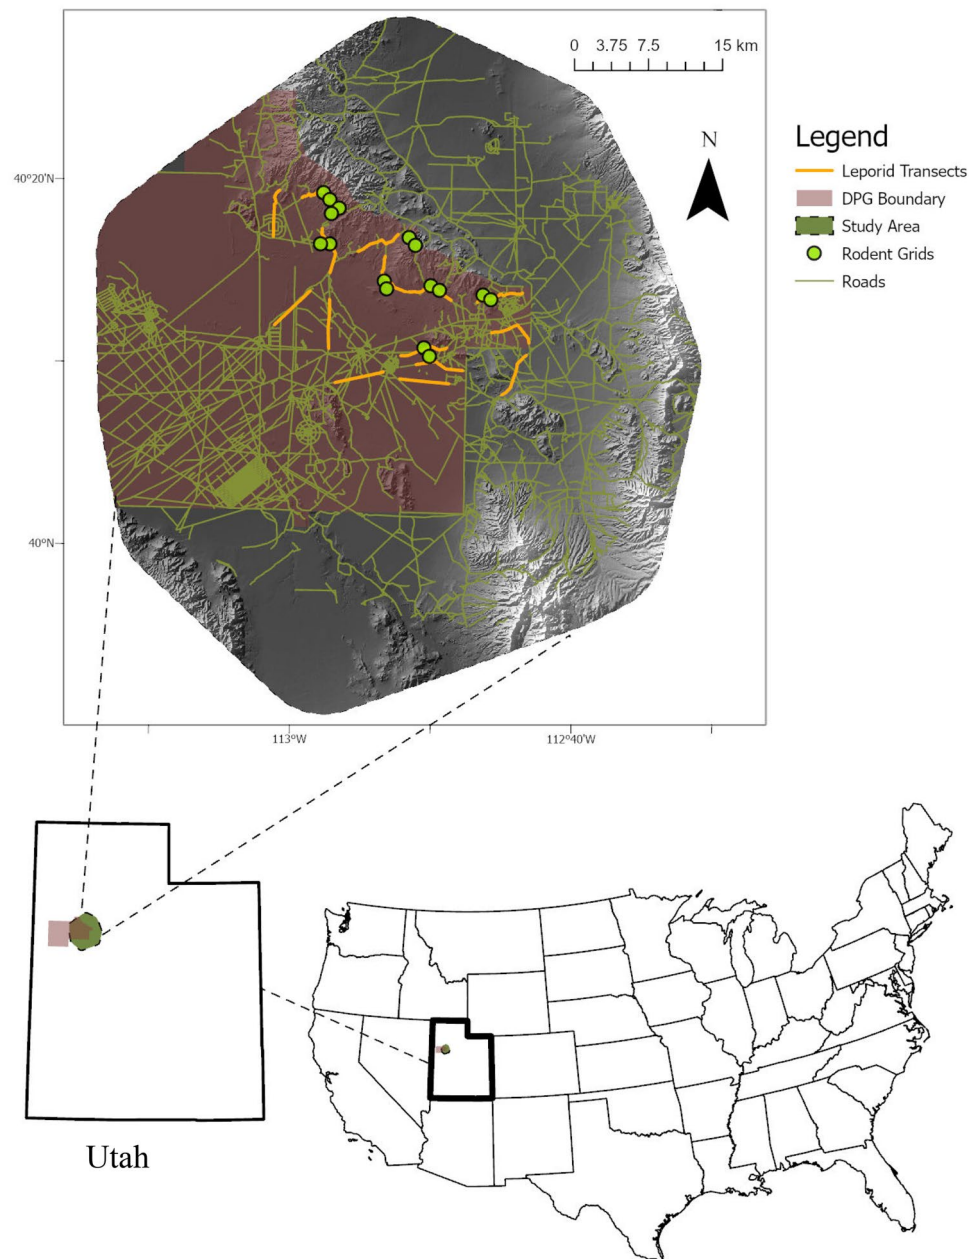 0 3.75 7.5 15 km
N
Legend
Leporid Transects
DPG Boundary
Study Area
Rodent Grids
Roads
40°20'N
40°N
113°W
112°40'W
Utah